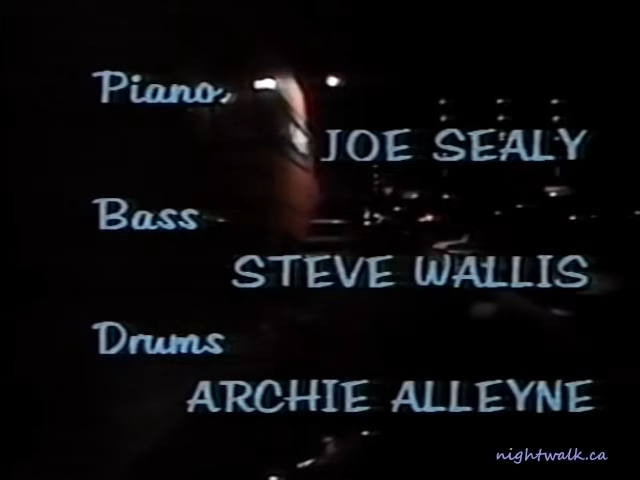 Piano
JOE SEALY
Bass
STEVE WALLIS
Drums
ARCHIE ALLEYNE
nightwalk.ca